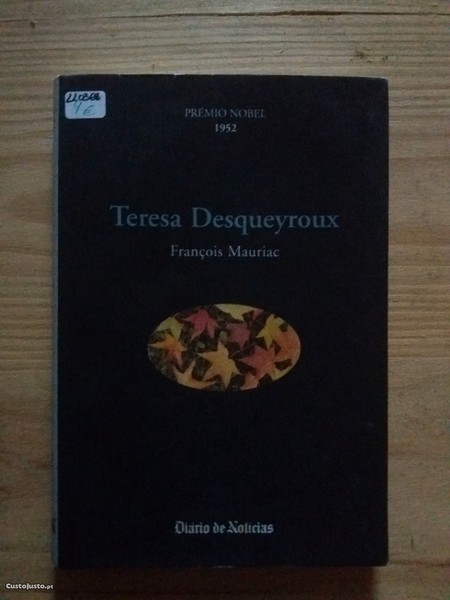 4€
PRÉMIO NOBEL
1952
Teresa Desqueyroux
François Mauriac
Diário de Notícias
CustoJusto.pt